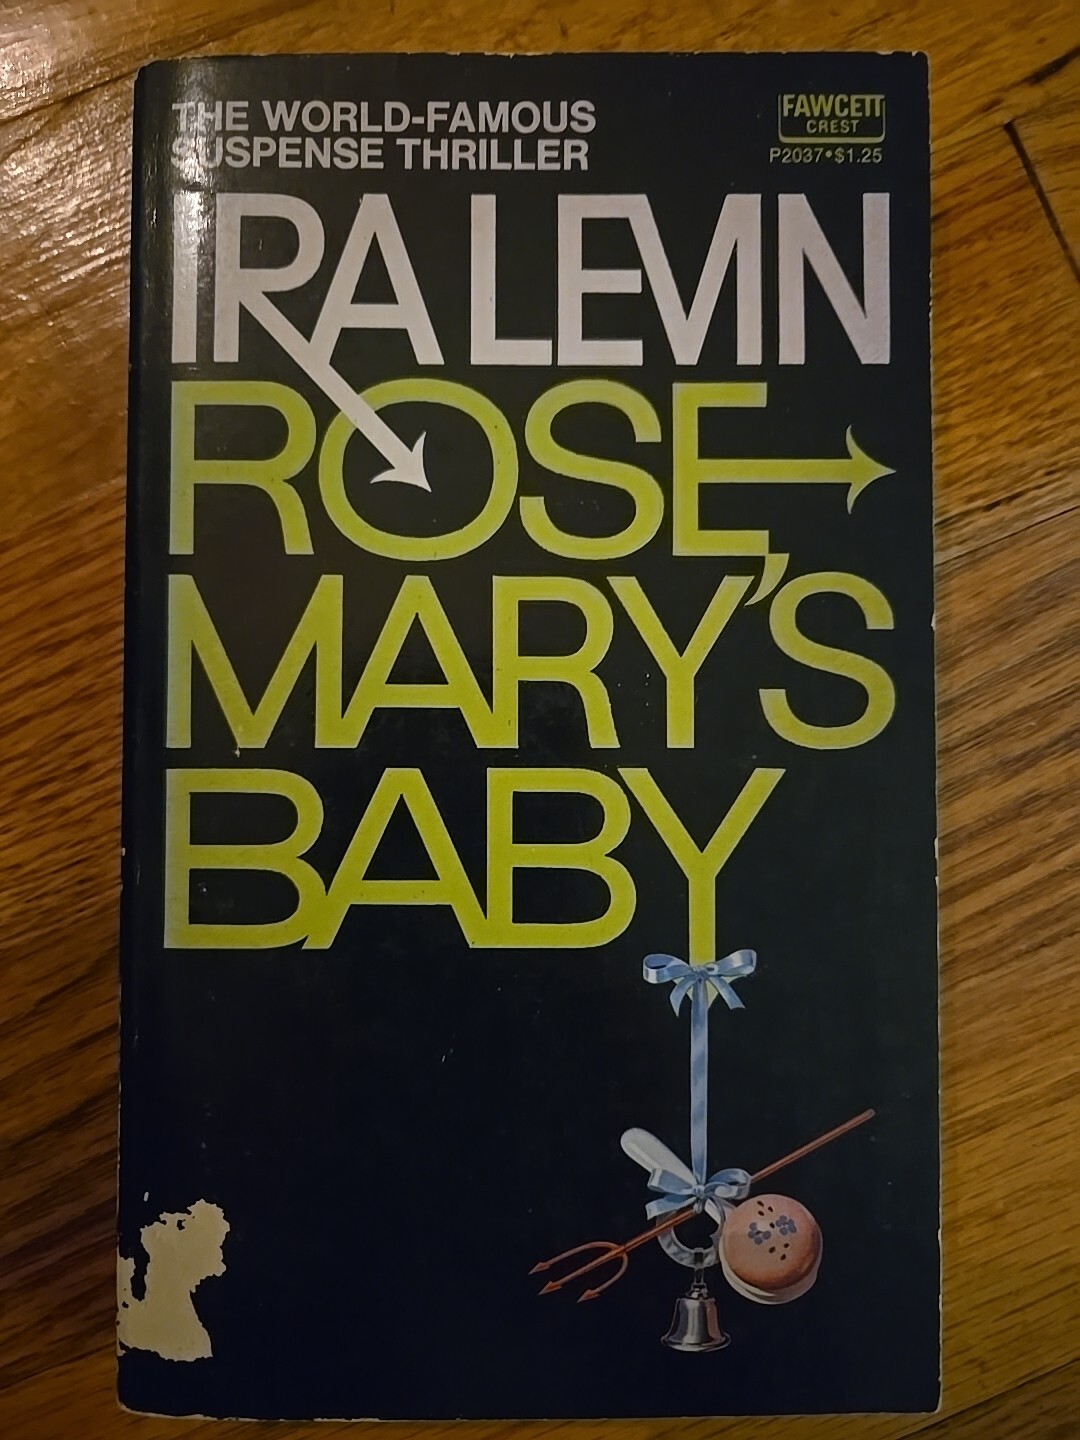 THE WORLD-FAMOUS
SUSPENSE THRILLER
FAWCETT
CREST
P2037•$1.25
IRA LEVIN
ROSE
MARY'S
BABY